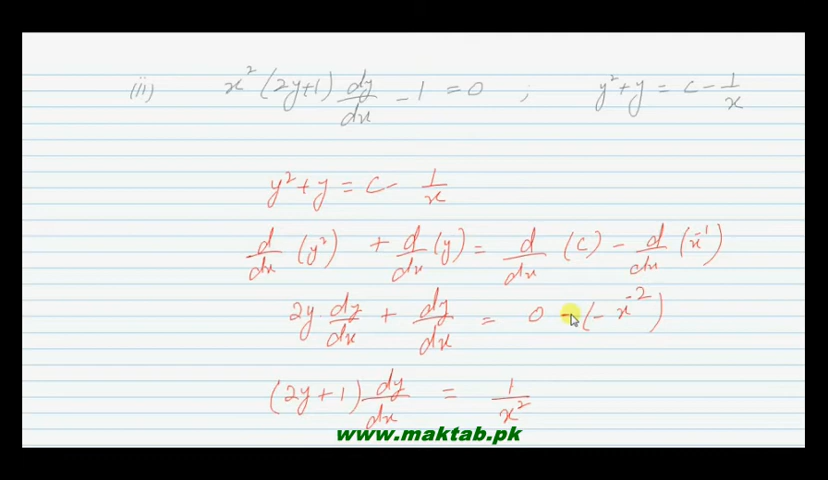 (iii) x² (2y+1) dy/dx - 1 = 0 ; y² + y = c - 1/x
y² + y = c - 1/x
d/dx (y²) + d/dx (y) = d/dx (c) - d/dx (x⁻¹)
2y dy/dx + dy/dx = 0 - (- x⁻²)
(2y+1) dy/dx = 1/x²
www.maktab.pk